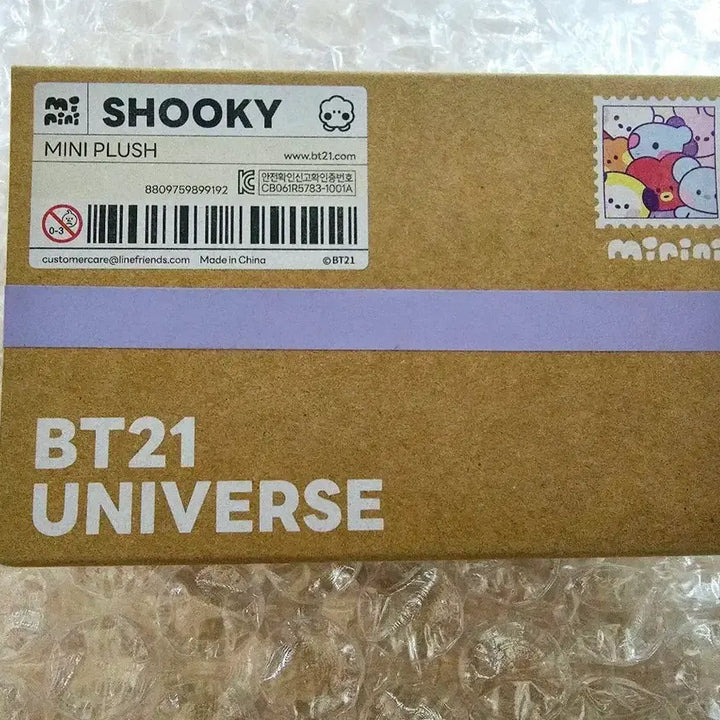 mi
nini
SHOOKY
MINI PLUSH
www.bt21.com
8809759899192
안전확인신고확인증번호
CB061R5783-1001A
0-3
customercare@linefriends.com Made in China ©BT21
minini
BT21
UNIVERSE